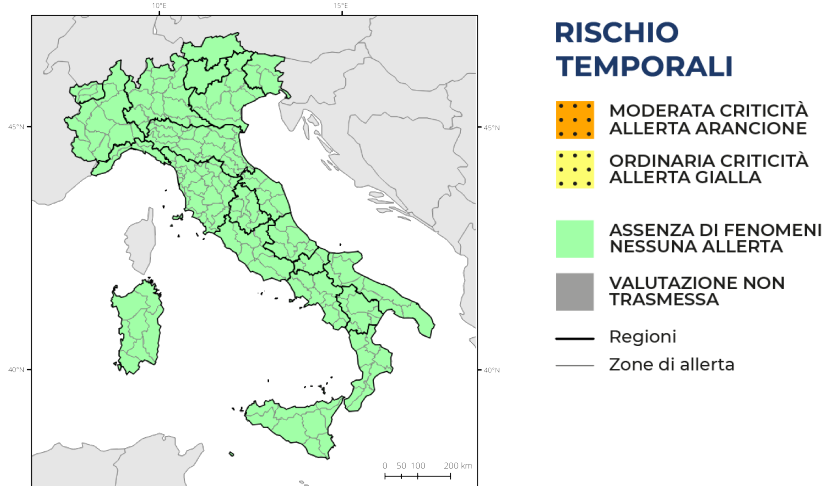 10°E
15°E
RISCHIO
TEMPORALI
MODERATA CRITICITÀ
ALLERTA ARANCIONE
45°N
45°N
ORDINARIA CRITICITÀ
ALLERTA GIALLA
ASSENZA DI FENOMENI
NESSUNA ALLERTA
VALUTAZIONE NON
TRASMESSA
Regioni
Zone di allerta
40°N
40°N
0 50 100 200 km